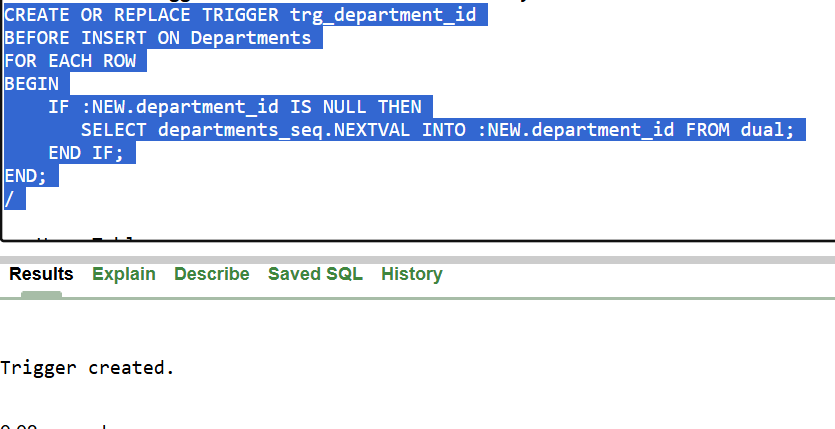 CREATE OR REPLACE TRIGGER trg_department_id
BEFORE INSERT ON Departments
FOR EACH ROW
BEGIN
    IF :NEW.department_id IS NULL THEN
       SELECT departments_seq.NEXTVAL INTO :NEW.department_id FROM dual;
    END IF;
END;
/
Results Explain Describe Saved SQL History
Trigger created.